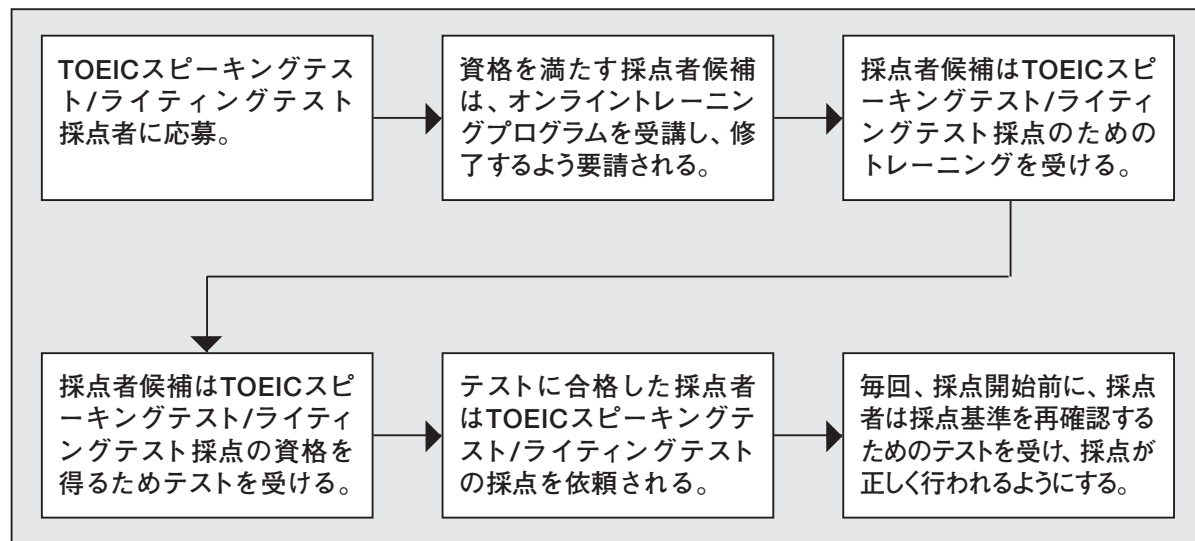 TOEICスピーキングテス
ト/ライティングテスト
採点者に応募。
資格を満たす採点者候補
は、オンライントレーニン
グプログラムを受講し、修
了するよう要請される。
採点者候補はTOEICスピ
ーキングテスト/ライティ
ングテスト採点のための
トレーニングを受ける。
採点者候補はTOEICスピ
ーキングテスト/ライティ
ングテスト採点の資格を
得るためテストを受ける。
テストに合格した採点者
はTOEICスピーキングテ
スト/ライティングテスト
の採点を依頼される。
毎回、採点開始前に、採点
者は採点基準を再確認する
ためのテストを受け、採点が
正しく行われるようにする。